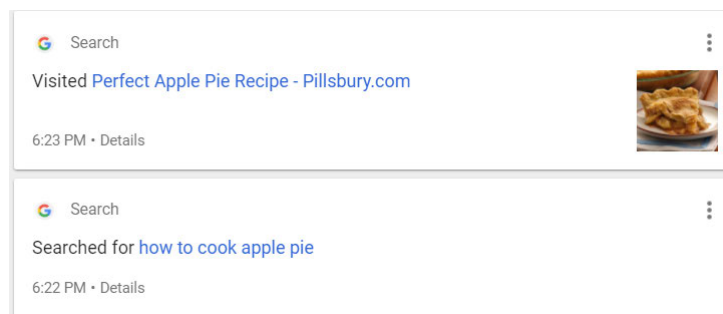 Search
Visited Perfect Apple Pie Recipe - Pillsbury.com
6:23 PM • Details
Search
Searched for how to cook apple pie
6:22 PM • Details